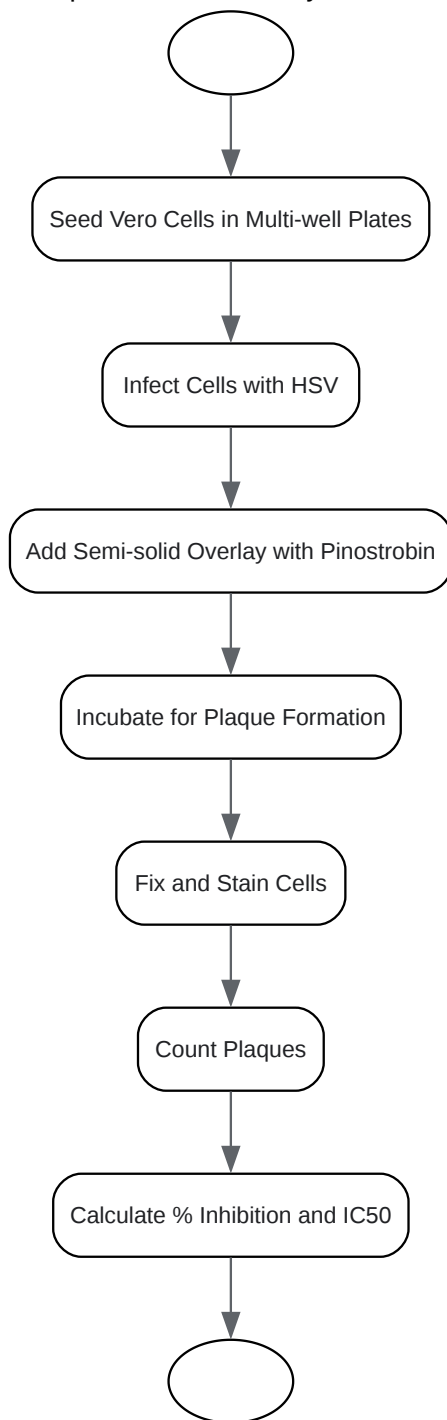 Seed Vero Cells in Multi-well Plates
Infect Cells with HSV
Add Semi-solid Overlay with Pinostrobin
Incubate for Plaque Formation
Fix and Stain Cells
Count Plaques
Calculate % Inhibition and IC50